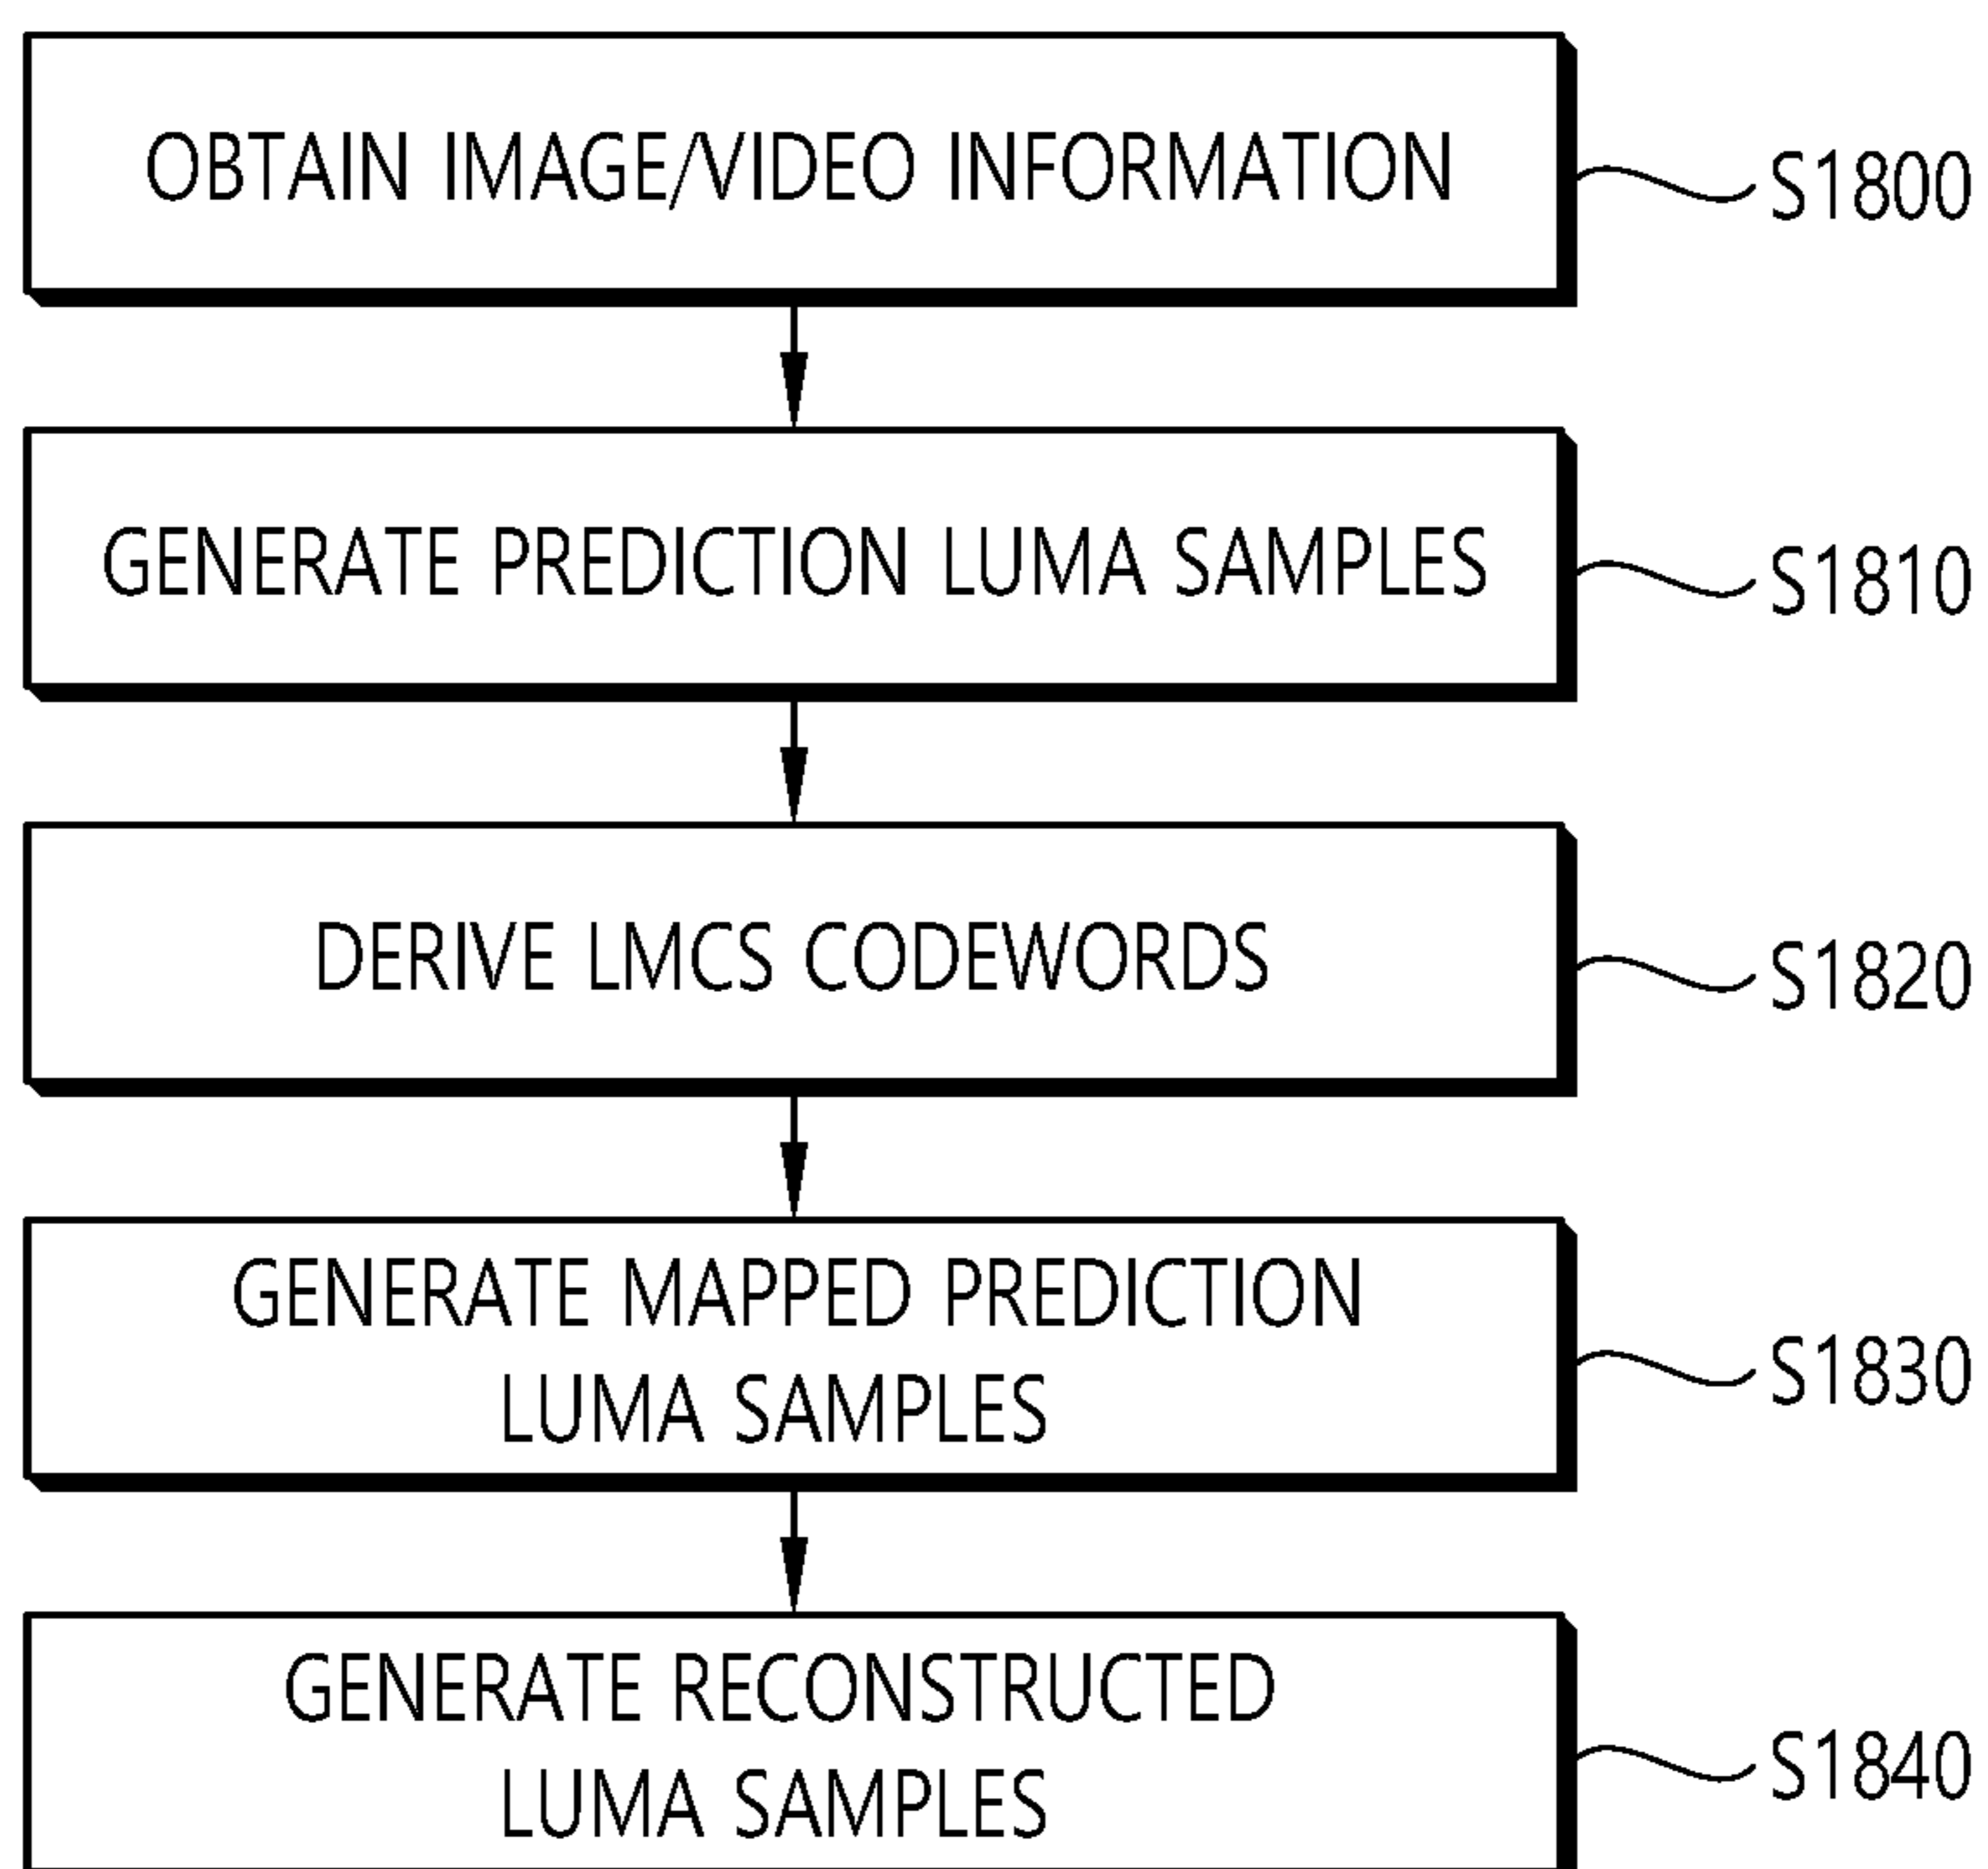 OBTAIN IMAGE/VIDEO INFORMATION
S1800
GENERATE PREDICTION LUMA SAMPLES
S1810
DERIVE LMCS CODEWORDS
S1820
GENERATE MAPPED PREDICTION
LUMA SAMPLES
S1830
GENERATE RECONSTRUCTED
LUMA SAMPLES
S1840